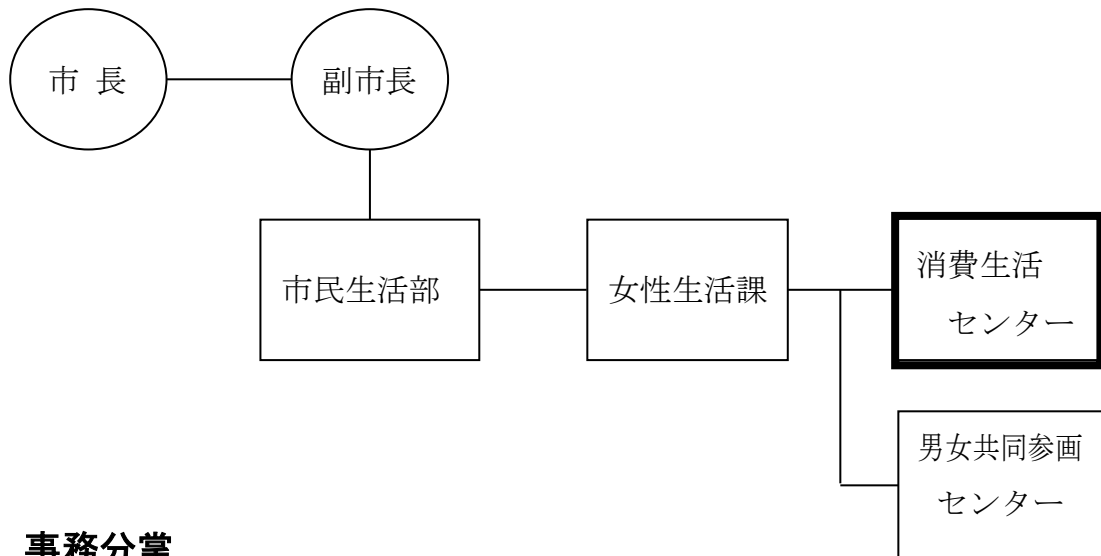 市 長
副市長
市民生活部
女性生活課
消費生活
センター
男女共同参画
センター
事務分掌